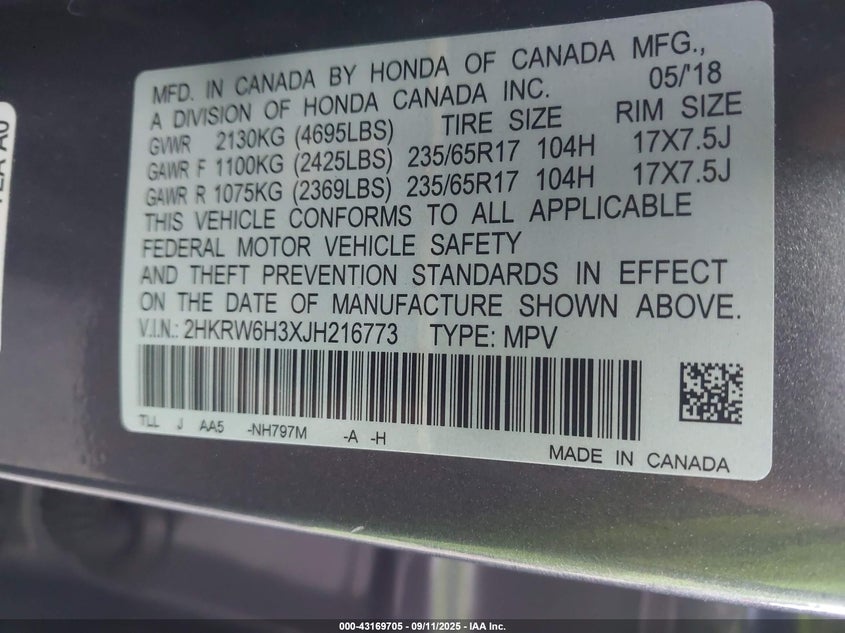 MFD. IN CANADA BY HONDA OF CANADA MFG.,
A DIVISION OF HONDA CANADA INC. 05/'18
GVWR 2130KG (4695LBS) TIRE SIZE RIM SIZE
GAWR F 1100KG (2425LBS) 235/65R17 104H 17X7.5J
GAWR R 1075KG (2369LBS) 235/65R17 104H 17X7.5J
THIS VEHICLE CONFORMS TO ALL APPLICABLE
FEDERAL MOTOR VEHICLE SAFETY
AND THEFT PREVENTION STANDARDS IN EFFECT
ON THE DATE OF MANUFACTURE SHOWN ABOVE.
V.I.N.: 2HKRW6H3XJH216773 TYPE: MPV
TLL J AA5 -NH797M -A -H
MADE IN CANADA
000-43169705 - 09/11/2025 - IAA Inc.